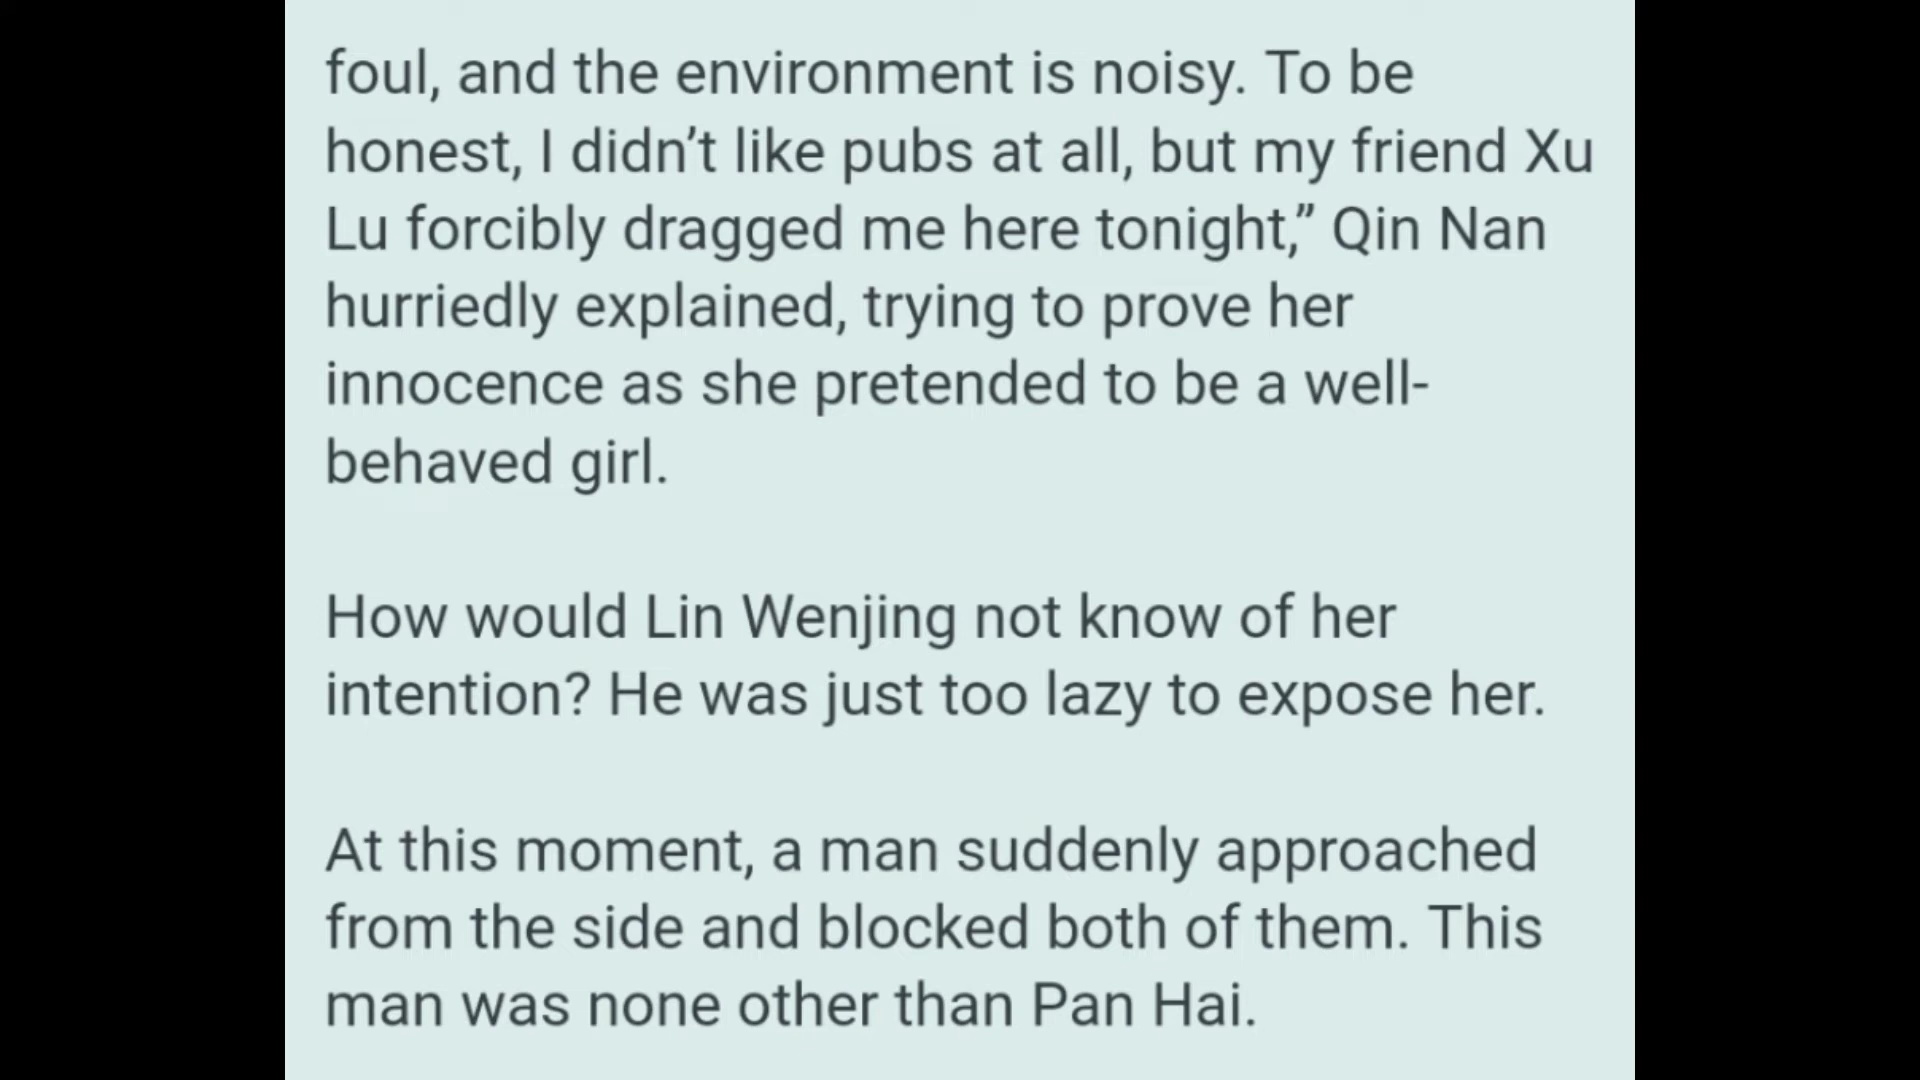 foul, and the environment is noisy. To be
honest, I didn’t like pubs at all, but my friend Xu
Lu forcibly dragged me here tonight,” Qin Nan
hurriedly explained, trying to prove her
innocence as she pretended to be a well-
behaved girl.
How would Lin Wenjing not know of her
intention? He was just too lazy to expose her.
At this moment, a man suddenly approached
from the side and blocked both of them. This
man was none other than Pan Hai.